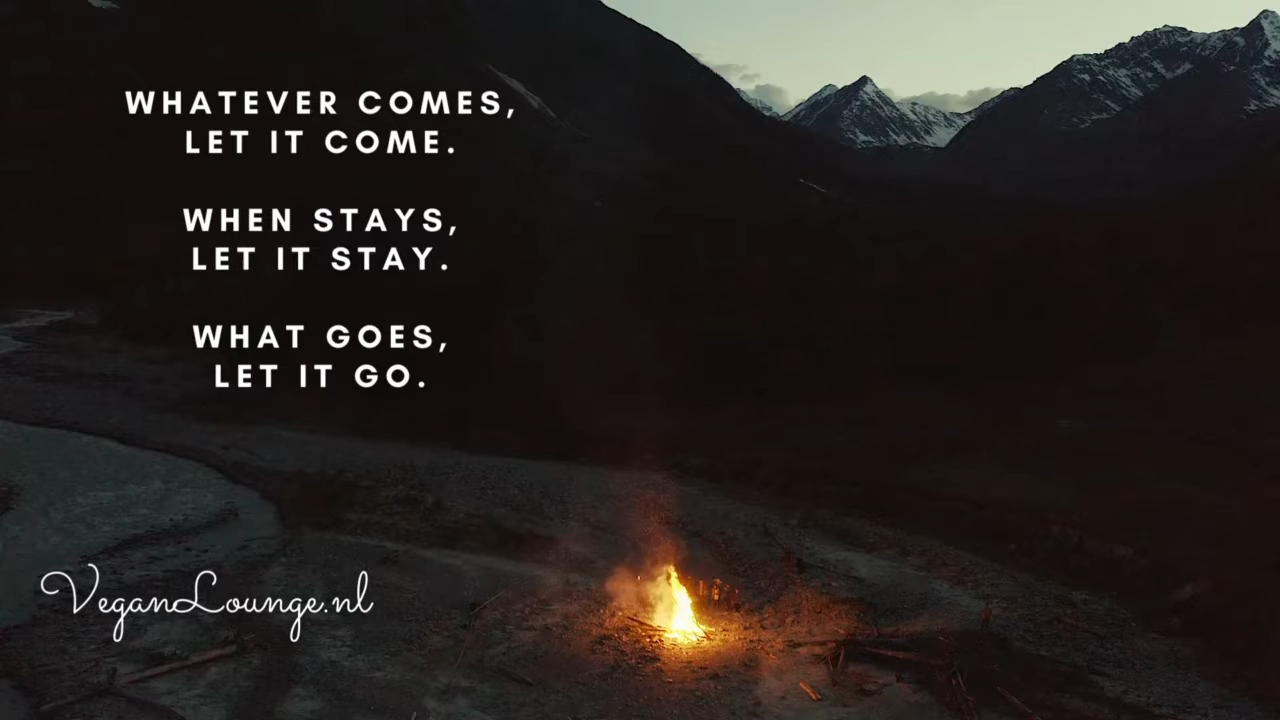 WHATEVER COMES,
LET IT COME.
WHEN STAYS,
LET IT STAY.
WHAT GOES,
LET IT GO.
VeganLounge.nl